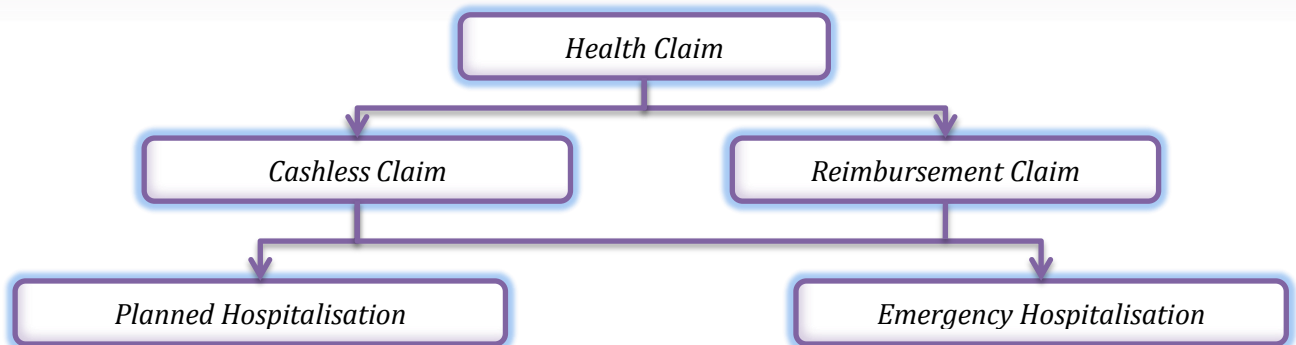 Health Claim
Cashless Claim
Reimbursement Claim
Planned Hospitalisation
Emergency Hospitalisation